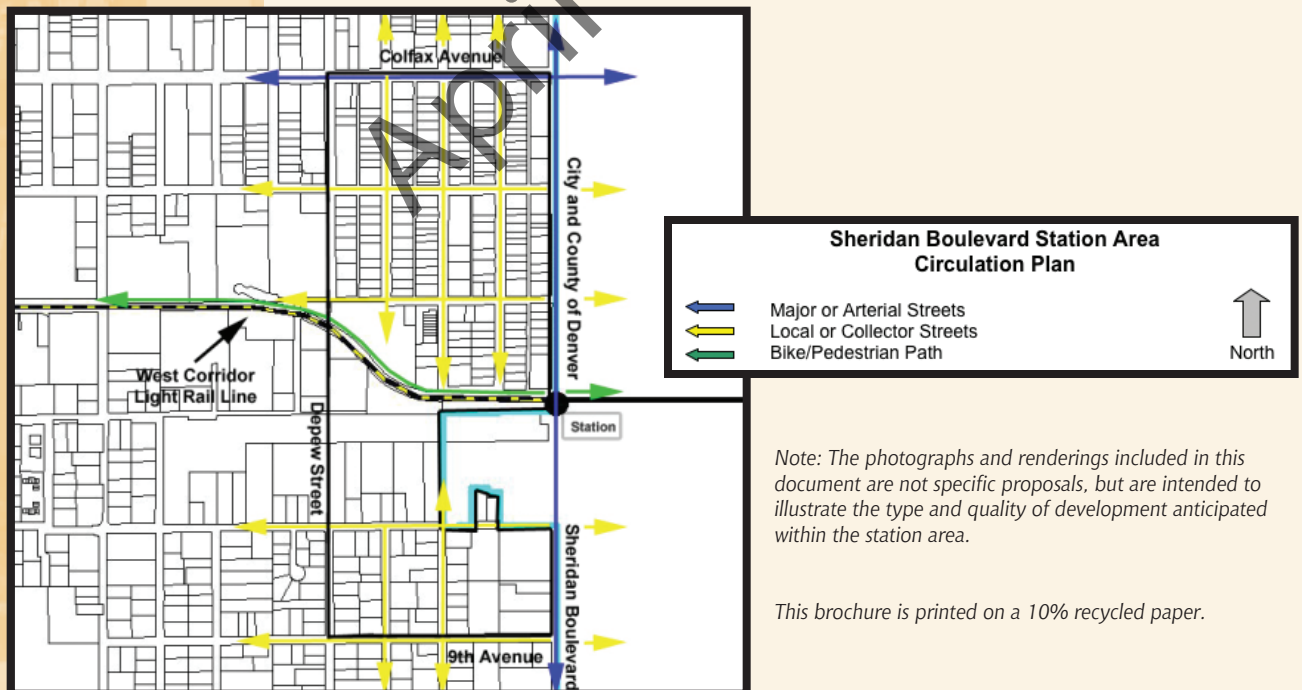 April
Colfax Avenue
City and County of Denver
West Corridor
Light Rail Line
Depew Street
Station
Sheridan Boulevard
9th Avenue
Sheridan Boulevard Station Area
Circulation Plan
Major or Arterial Streets
Local or Collector Streets
Bike/Pedestrian Path
North
Note: The photographs and renderings included in this
document are not specific proposals, but are intended to
illustrate the type and quality of development anticipated
within the station area.
This brochure is printed on a 10% recycled paper.